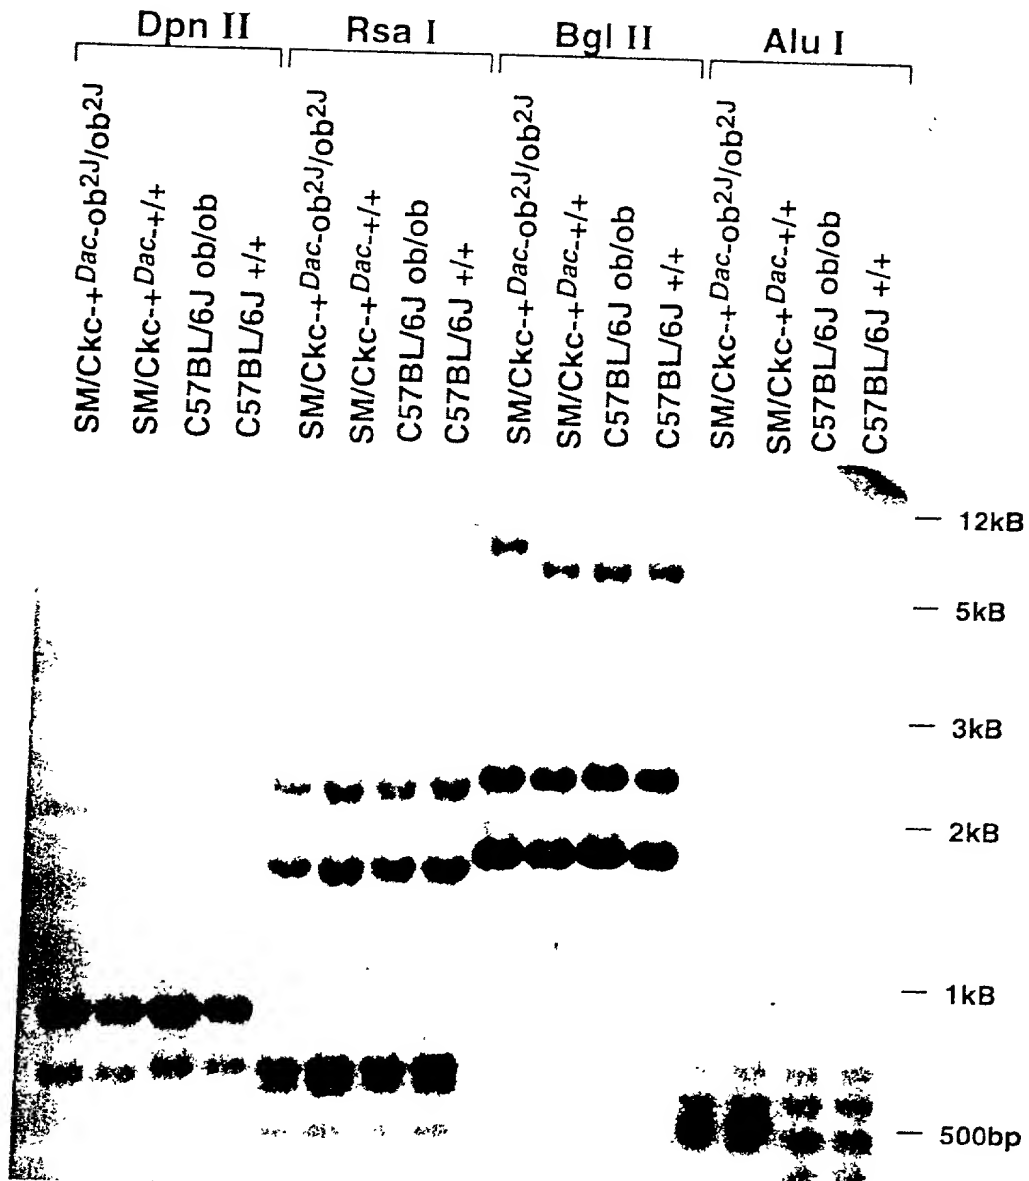 Dpn II Rsa I Bgl II Alu I
SM/Ckc-+Dac-ob2J/ob2J
SM/Ckc-+Dac-+/+
C57BL/6J ob/ob
C57BL/6J +/+
SM/Ckc-+Dac-ob2J/ob2J
SM/Ckc-+Dac-+/+
C57BL/6J ob/ob
C57BL/6J +/+
SM/Ckc-+Dac-ob2J/ob2J
SM/Ckc-+Dac-+/+
C57BL/6J ob/ob
C57BL/6J +/+
SM/Ckc-+Dac-ob2J/ob2J
SM/Ckc-+Dac-+/+
C57BL/6J ob/ob
C57BL/6J +/+
12kB
5kB
3kB
2kB
1kB
500bp